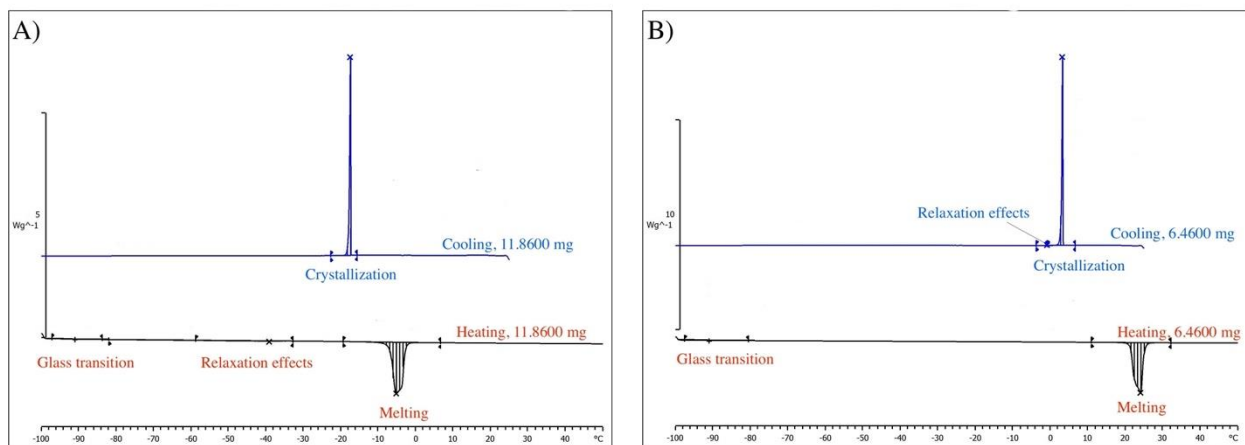 A)
5
Wg^-1
Cooling, 11.8600 mg
Crystallization
Heating, 11.8600 mg
Glass transition
Relaxation effects
Melting
-100 -90 -80 -70 -60 -50 -40 -30 -20 -10 0 10 20 30 40 °C
B)
10
Wg^-1
Relaxation effects
Cooling, 6.4600 mg
Crystallization
Heating, 6.4600 mg
Glass transition
Melting
-100 -90 -80 -70 -60 -50 -40 -30 -20 -10 0 10 20 30 40 °C